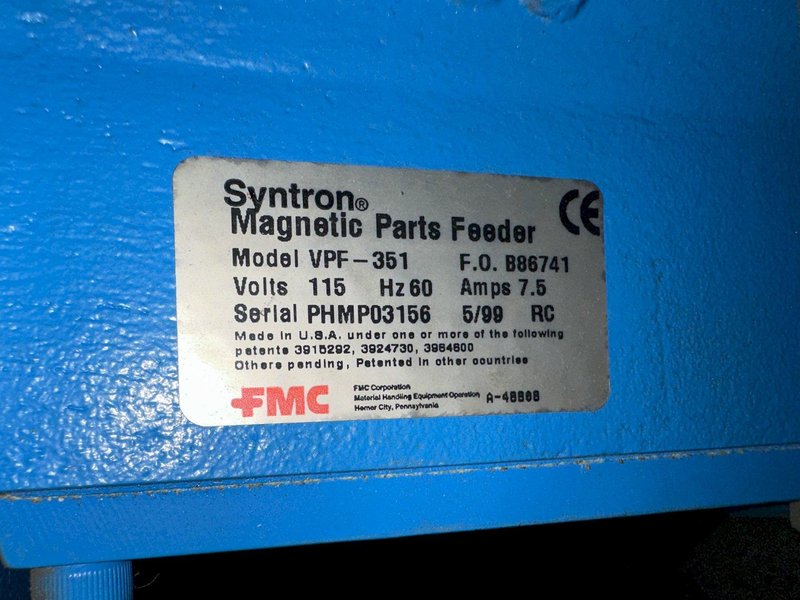 Syntron®
CE
Magnetic Parts Feeder
Model VPF-351 F.O. B86741
Volts 115 Hz 60 Amps 7.5
Serial PHMP03156 5/99 RC
Made in U.S.A. under one or more of the following
patents 3915292, 3924730, 3964600
Others pending, Patented in other countries
FMC
FMC Corporation
Material Handling Equipment Operation
Homer City, Pennsylvania